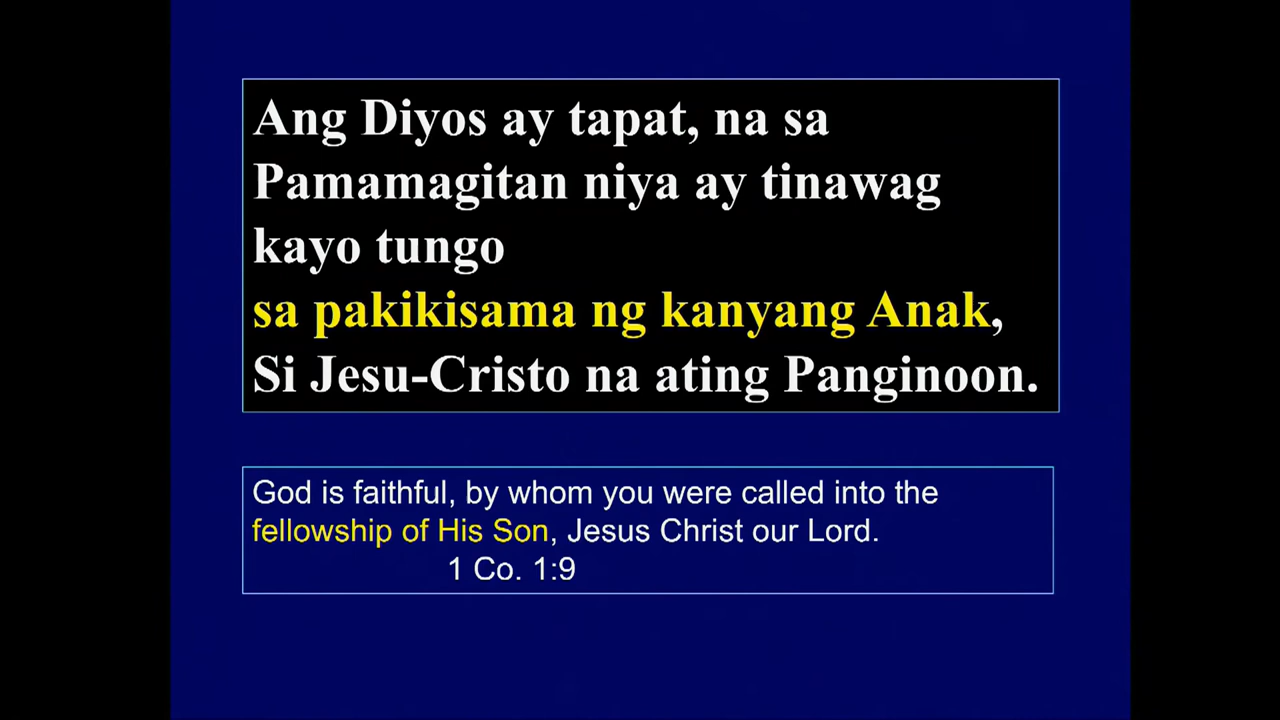 Ang Diyos ay tapat, na sa
Pamamagitan niya ay tinawag
kayo tungo
sa pakikisama ng kanyang Anak,
Si Jesu-Cristo na ating Panginoon.
God is faithful, by whom you were called into the
fellowship of His Son, Jesus Christ our Lord.
1 Co. 1:9